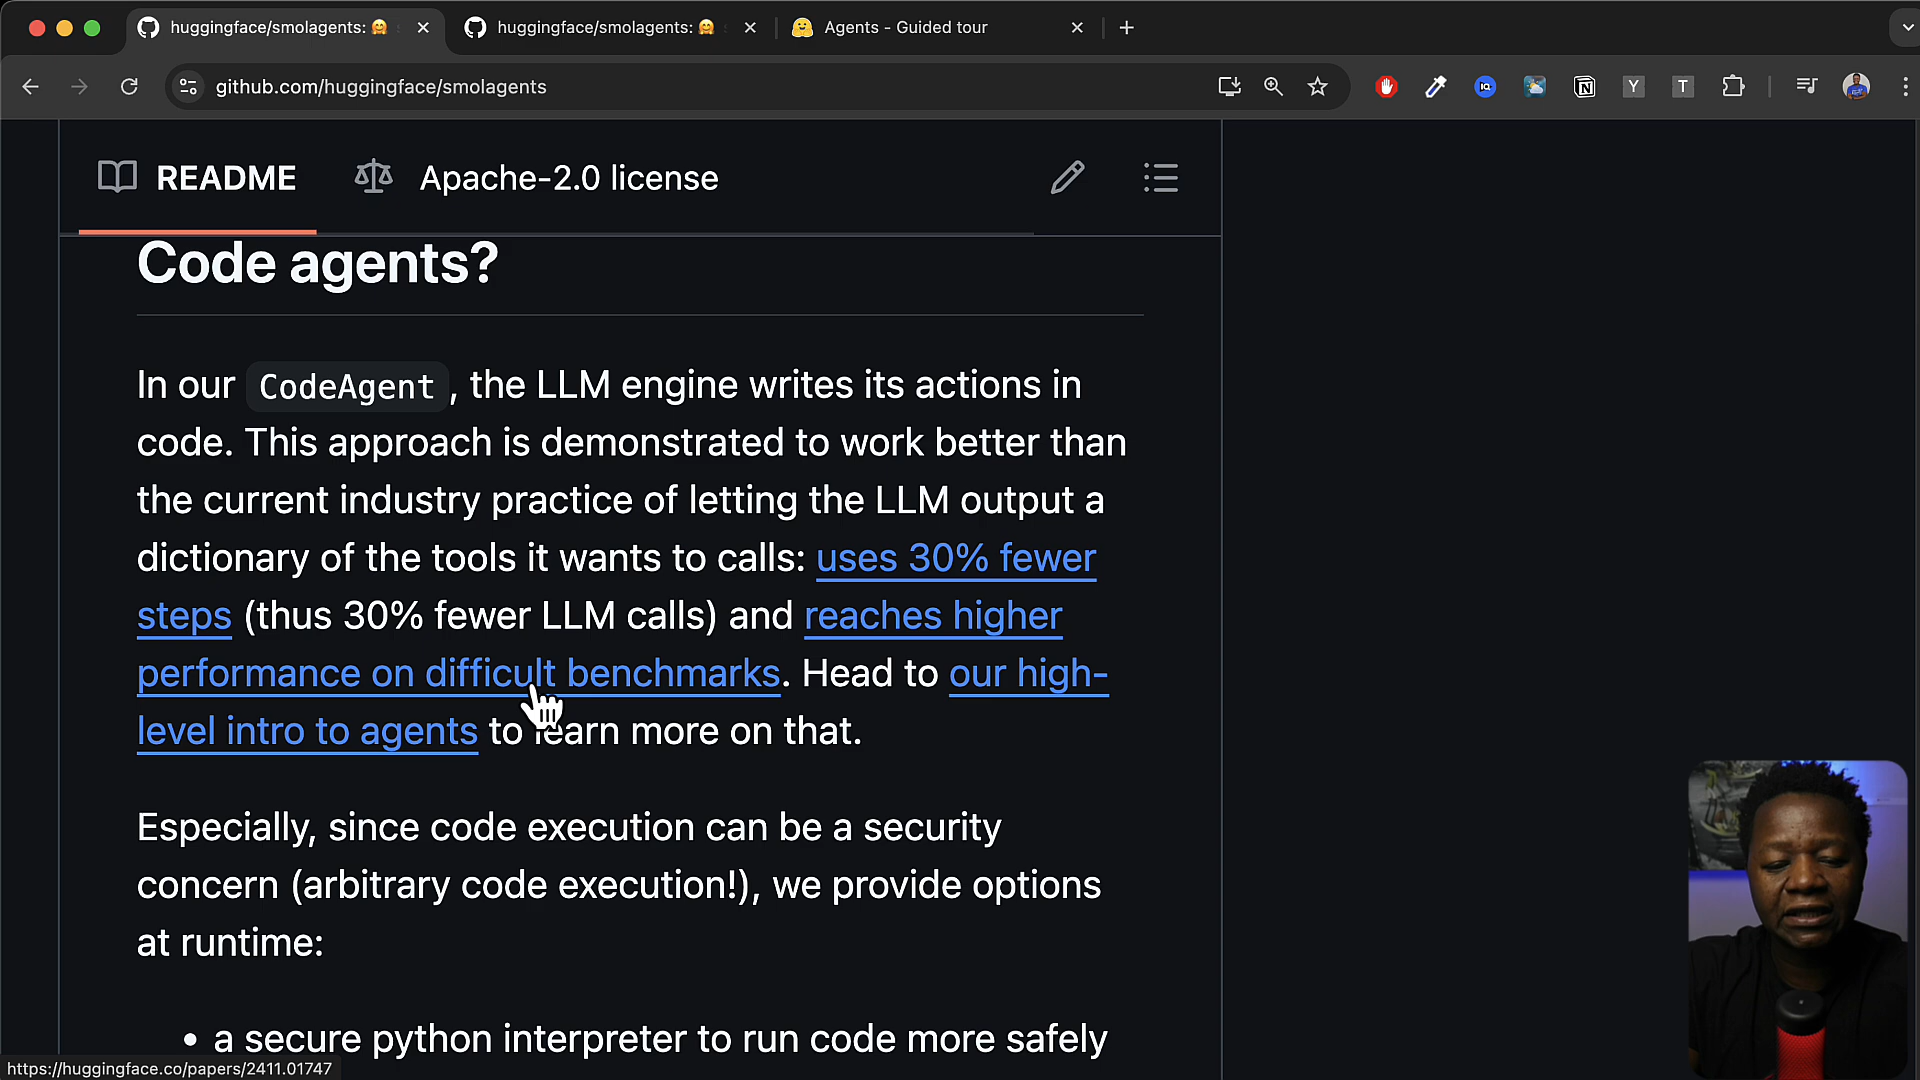 huggingface/smolagents: 🤗
huggingface/smolagents: 🤗
Agents - Guided tour
github.com/huggingface/smolagents
README
Apache-2.0 license
Code agents?
In our CodeAgent, the LLM engine writes its actions in
code. This approach is demonstrated to work better than
the current industry practice of letting the LLM output a
dictionary of the tools it wants to calls: uses 30% fewer
steps (thus 30% fewer LLM calls) and reaches higher
performance on difficult benchmarks. Head to our high-
level intro to agents to learn more on that.
Especially, since code execution can be a security
concern (arbitrary code execution!), we provide options
at runtime:
• a secure python interpreter to run code more safely
https://huggingface.co/papers/2411.01747